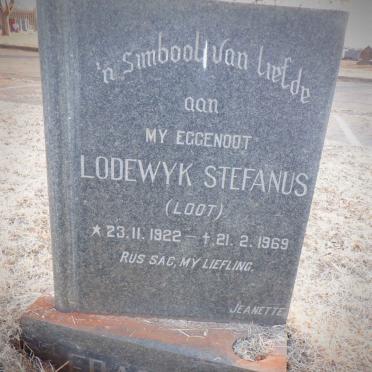 'n Simbool van liefde
aan
MY EGGENOOT
LODEWYK STEFANUS
(LOOT)
* 23.11.1922 – † 21.2.1969
RUS SAG, MY LIEFLING.
JEANETTE